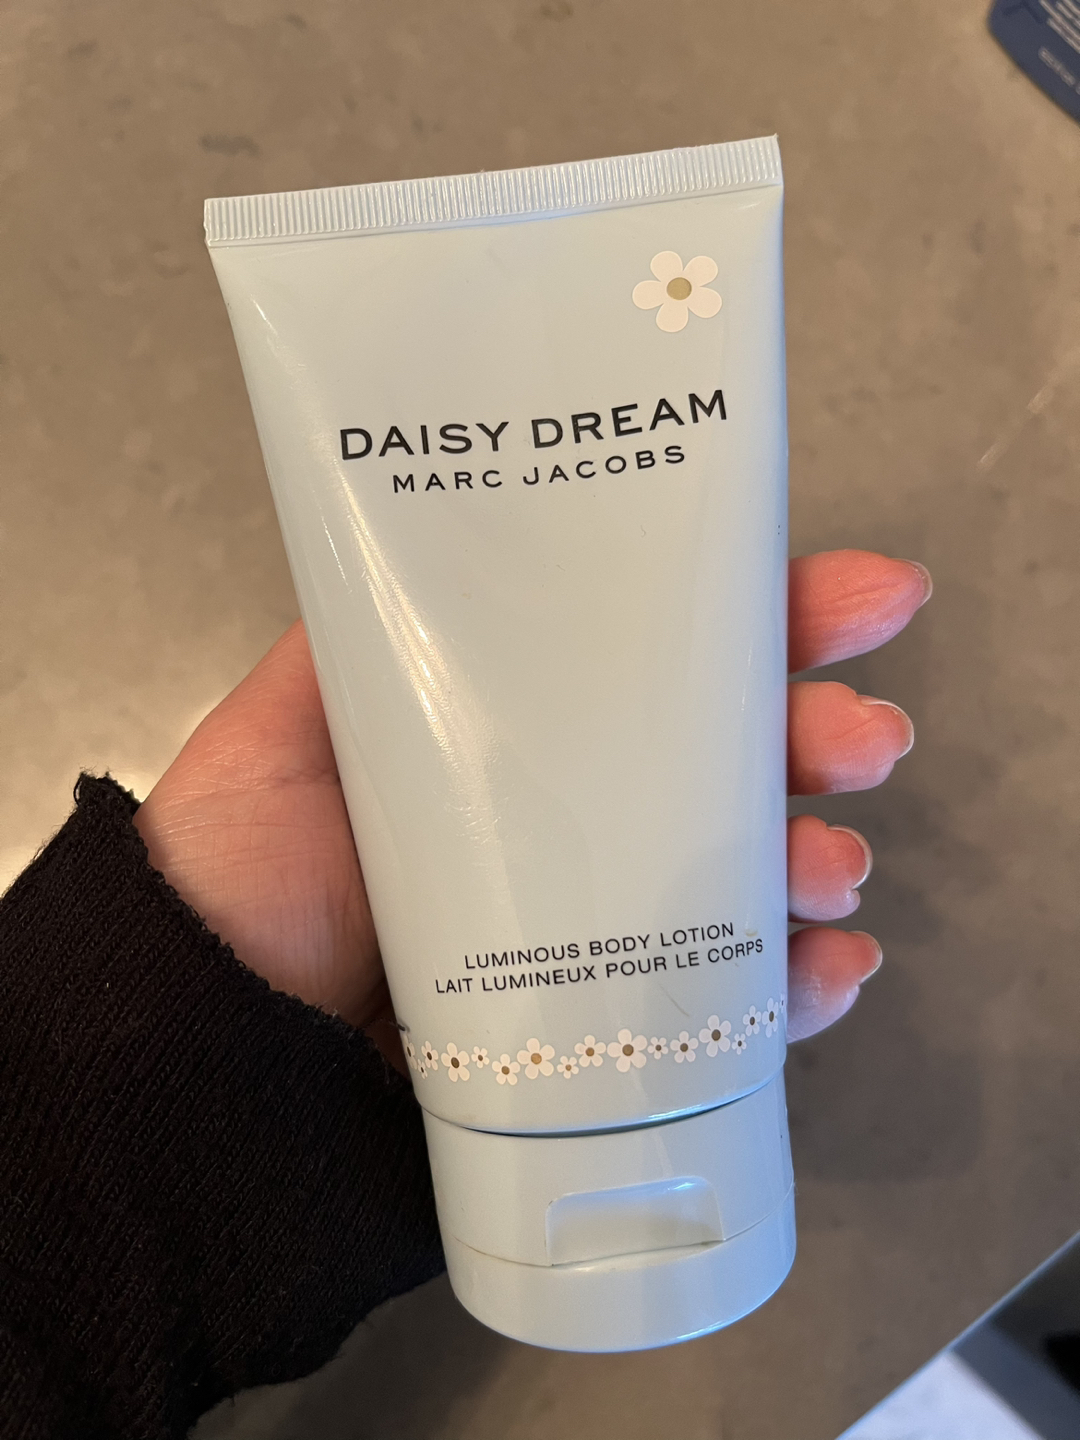 DAISY DREAM
MARC JACOBS
LUMINOUS BODY LOTION
LAIT LUMINEUX POUR LE CORPS